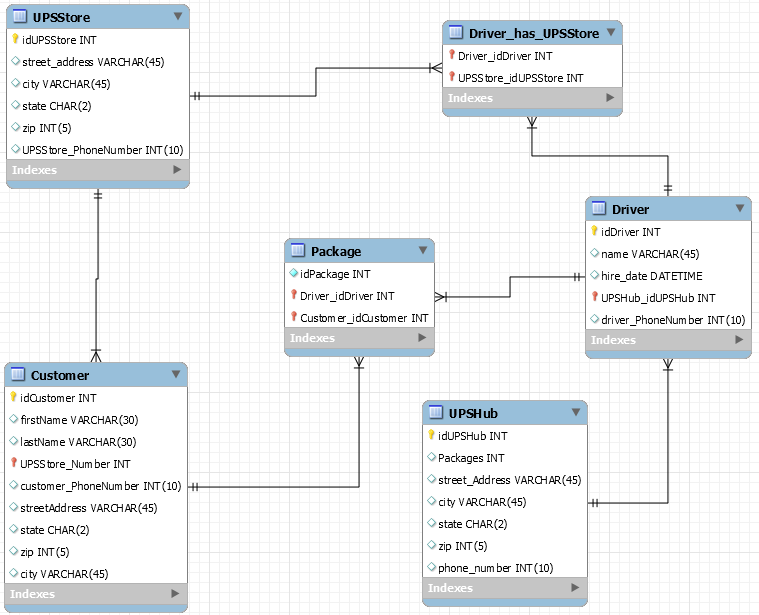 UPSStore
idUPSStore INT
street_address VARCHAR(45)
city VARCHAR(45)
state CHAR(2)
zip INT(5)
UPSStore_PhoneNumber INT(10)
Indexes
Driver_has_UPSStore
Driver_idDriver INT
UPSStore_idUPSStore INT
Indexes
Driver
idDriver INT
name VARCHAR(45)
hire_date DATETIME
UPSHub_idUPSHub INT
driver_PhoneNumber INT(10)
Indexes
Package
idPackage INT
Driver_idDriver INT
Customer_idCustomer INT
Indexes
Customer
idCustomer INT
firstName VARCHAR(30)
lastName VARCHAR(30)
UPSStore_Number INT
customer_PhoneNumber INT(10)
streetAddress VARCHAR(45)
state CHAR(2)
zip INT(5)
city VARCHAR(45)
Indexes
UPSHub
idUPSHub INT
Packages INT
street_Address VARCHAR(45)
city VARCHAR(45)
state CHAR(2)
zip INT(5)
phone_number INT(10)
Indexes